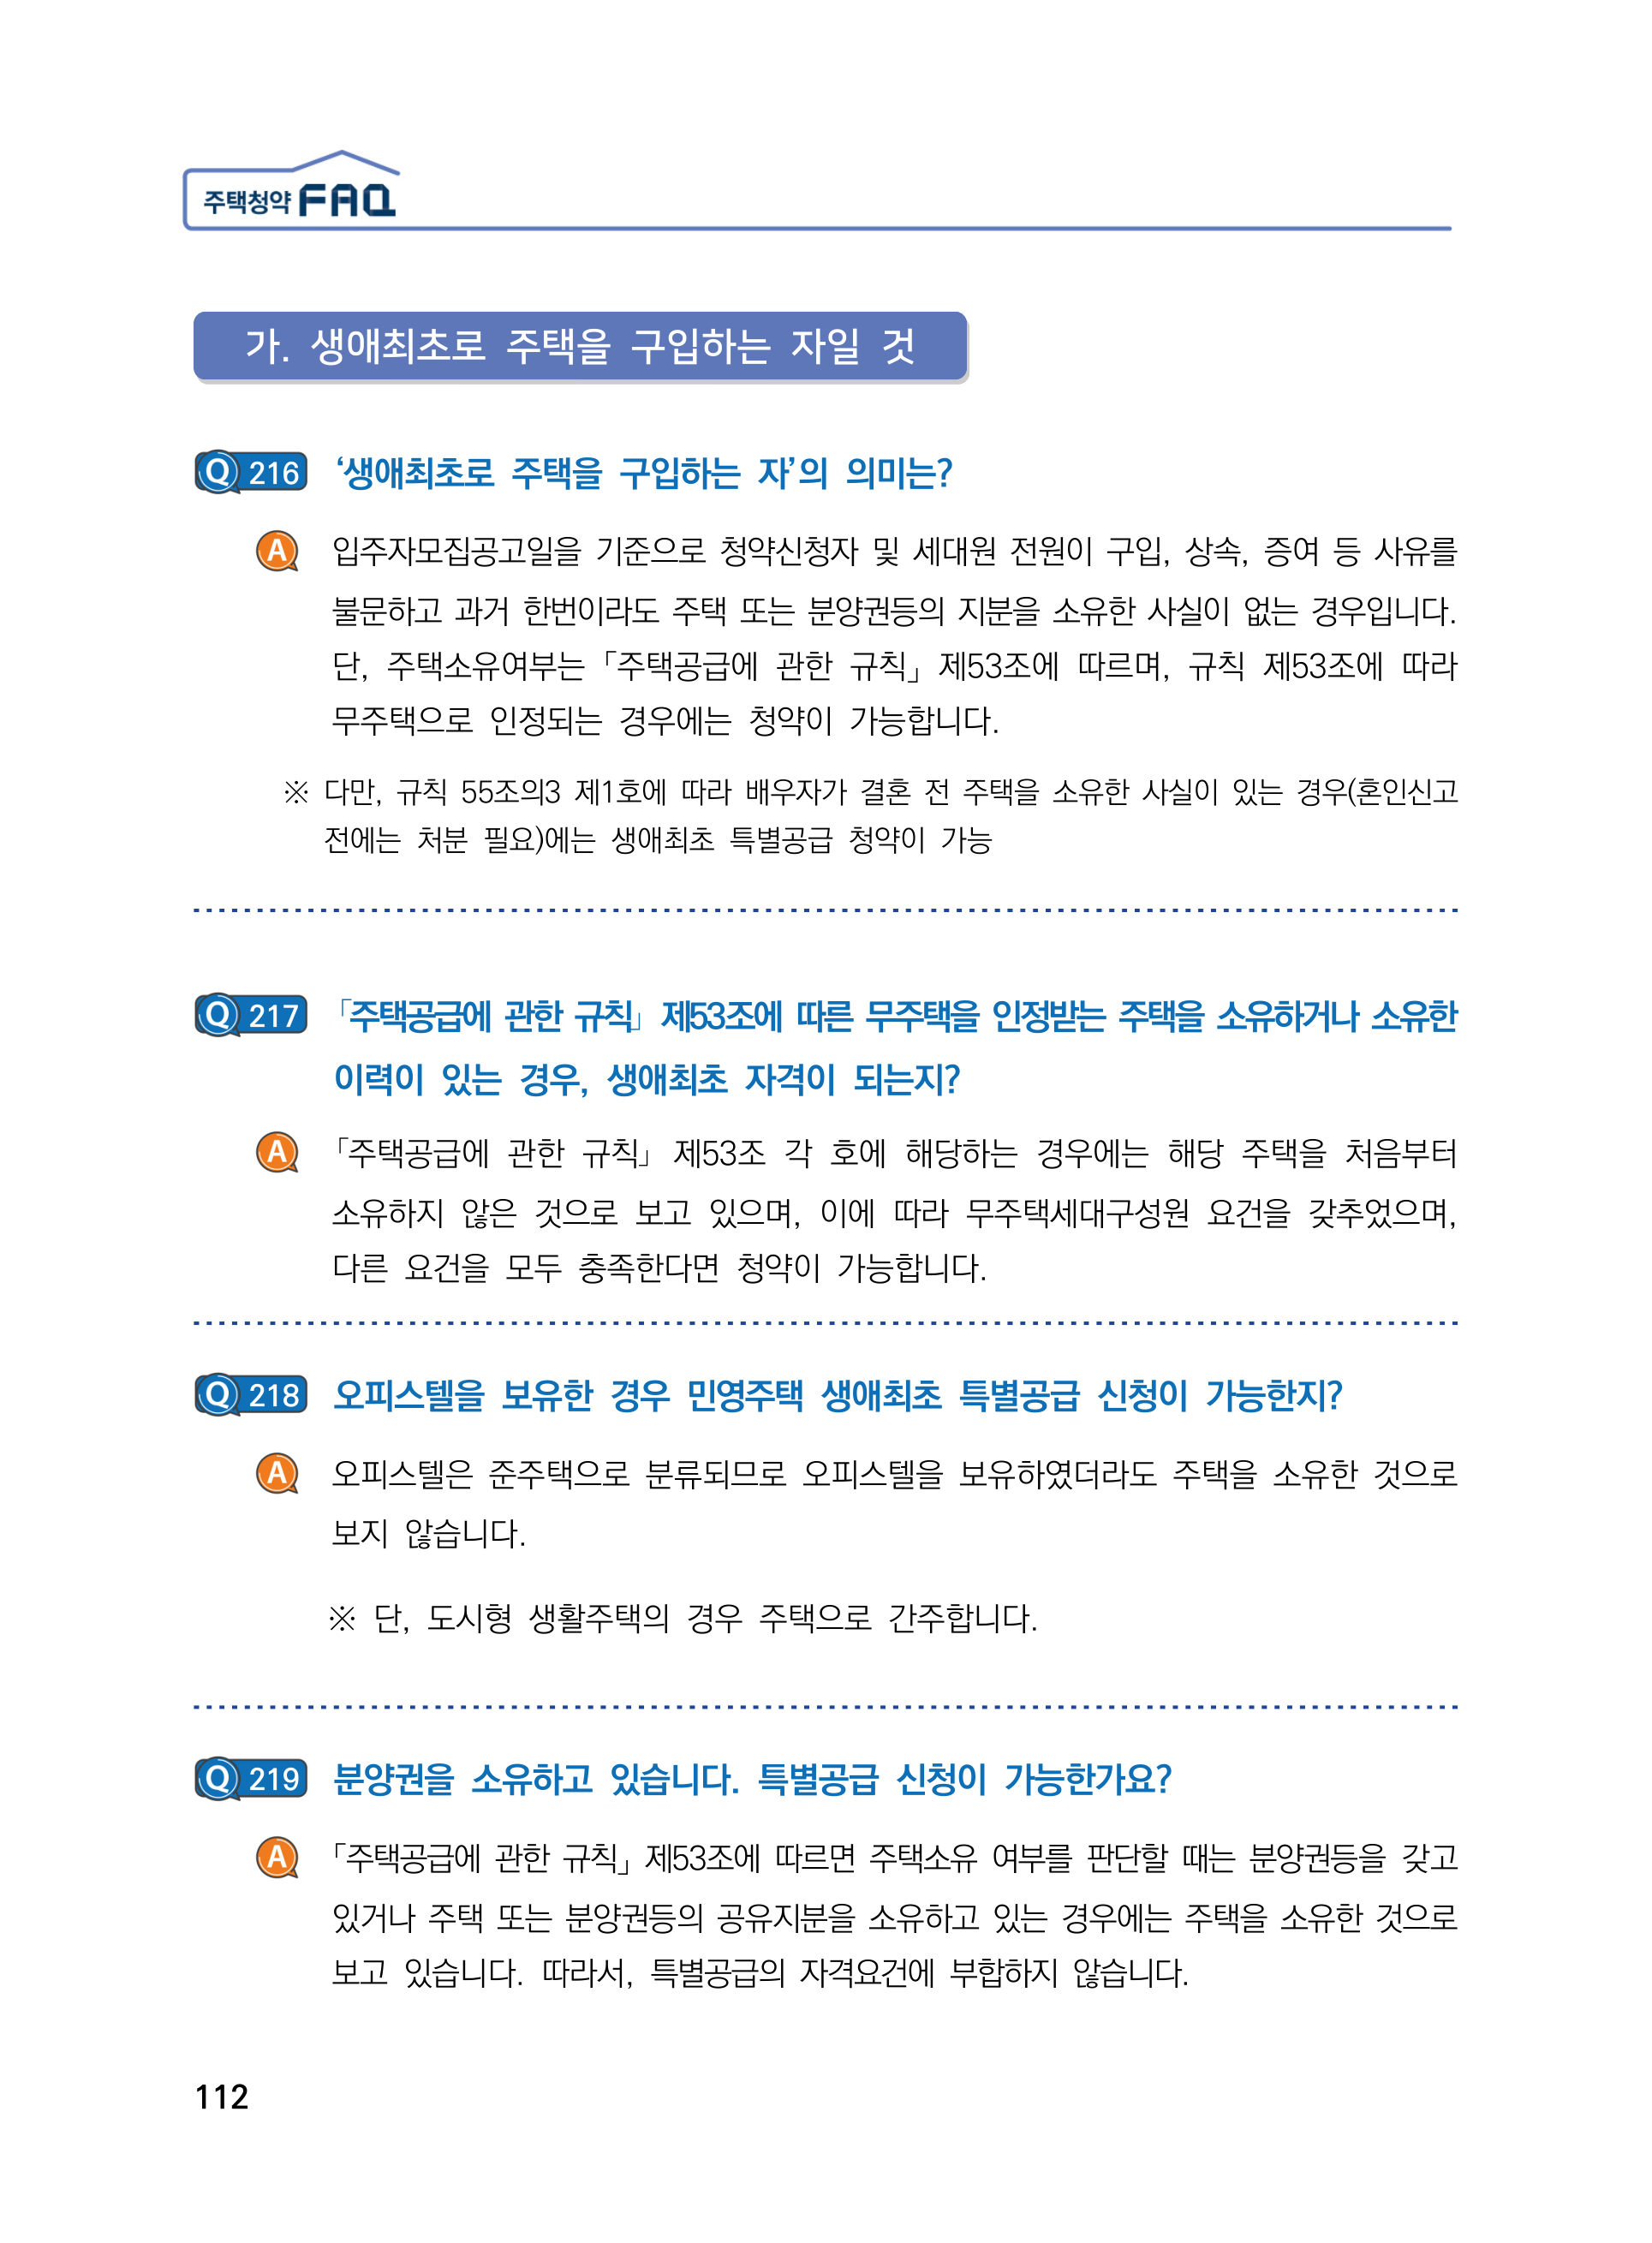 주택청약 FAQ
가. 생애최초로 주택을 구입하는 자일 것
Q 216 ‘생애최초로 주택을 구입하는 자’의 의미는?
A 입주자모집공고일을 기준으로 청약신청자 및 세대원 전원이 구입, 상속, 증여 등 사유를
불문하고 과거 한번이라도 주택 또는 분양권등의 지분을 소유한 사실이 없는 경우입니다.
단, 주택소유여부는 「주택공급에 관한 규칙」 제53조에 따르며, 규칙 제53조에 따라
무주택으로 인정되는 경우에는 청약이 가능합니다.
※ 다만, 규칙 55조의3 제1호에 따라 배우자가 결혼 전 주택을 소유한 사실이 있는 경우(혼인신고
전에는 처분 필요)에는 생애최초 특별공급 청약이 가능
Q 217 「주택공급에 관한 규칙」 제53조에 따른 무주택을 인정받는 주택을 소유하거나 소유한
이력이 있는 경우, 생애최초 자격이 되는지?
A 「주택공급에 관한 규칙」 제53조 각 호에 해당하는 경우에는 해당 주택을 처음부터
소유하지 않은 것으로 보고 있으며, 이에 따라 무주택세대구성원 요건을 갖추었으며,
다른 요건을 모두 충족한다면 청약이 가능합니다.
Q 218 오피스텔을 보유한 경우 민영주택 생애최초 특별공급 신청이 가능한지?
A 오피스텔은 준주택으로 분류되므로 오피스텔을 보유하였더라도 주택을 소유한 것으로
보지 않습니다.
※ 단, 도시형 생활주택의 경우 주택으로 간주합니다.
Q 219 분양권을 소유하고 있습니다. 특별공급 신청이 가능한가요?
A 「주택공급에 관한 규칙」 제53조에 따르면 주택소유 여부를 판단할 때는 분양권등을 갖고
있거나 주택 또는 분양권등의 공유지분을 소유하고 있는 경우에는 주택을 소유한 것으로
보고 있습니다. 따라서, 특별공급의 자격요건에 부합하지 않습니다.
112